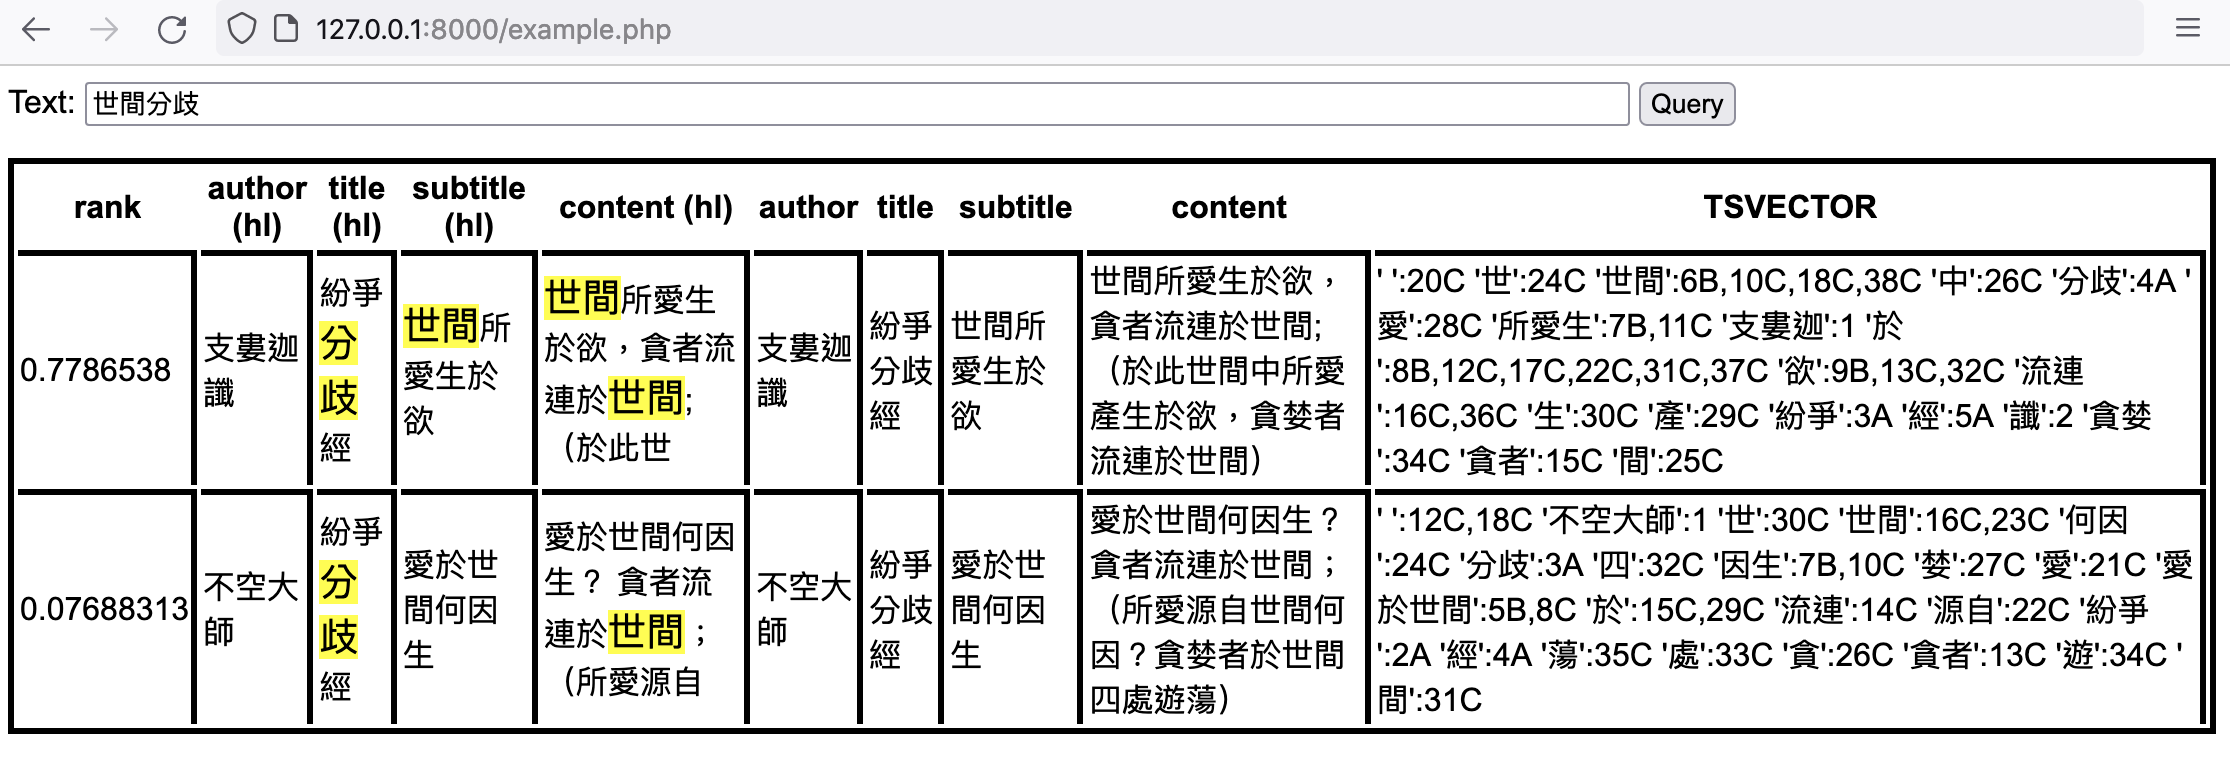 127.0.0.1:8000/example.php
Text: 世間分歧 Query
rank
author
(hl)
title
(hl)
subtitle
(hl)
content (hl)
author
title
subtitle
content
TSVECTOR
0.7786538
支婁迦
讖
紛爭
分
歧
經
世間所
愛生於
欲
世間所愛生
於欲，貪者流
連於世間;
（於此世
支婁迦
讖
紛爭
分歧
經
世間所
愛生於
欲
世間所愛生於欲，
貪者流連於世間;
（於此世間中所愛
產生於欲，貪婪者
流連於世間）
' ':20C '世':24C '世間':6B,10C,18C,38C '中':26C '分歧':4A '
愛':28C '所愛生':7B,11C '支婁迦':1 '於
':8B,12C,17C,22C,31C,37C '欲':9B,13C,32C '流連
':16C,36C '生':30C '產':29C '紛爭':3A '經':5A '讖':2 '貪婪
':34C '貪者':15C '間':25C
0.07688313
不空大
師
紛爭
分
歧
經
愛於世
間何因
生
愛於世間何因
生？ 貪者流
連於世間；
（所愛源自
不空大
師
紛爭
分歧
經
愛於世
間何因
生
愛於世間何因生？
貪者流連於世間；
（所愛源自世間何
因？貪婪者於世間
四處遊蕩）
' ':12C,18C '不空大師':1 '世':30C '世間':16C,23C '何因
':24C '分歧':3A '四':32C '因生':7B,10C '婪':27C '愛':21C '愛
於世間':5B,8C '於':15C,29C '流連':14C '源自':22C '紛爭
':2A '經':4A '蕩':35C '處':33C '貪':26C '貪者':13C '遊':34C '
間':31C